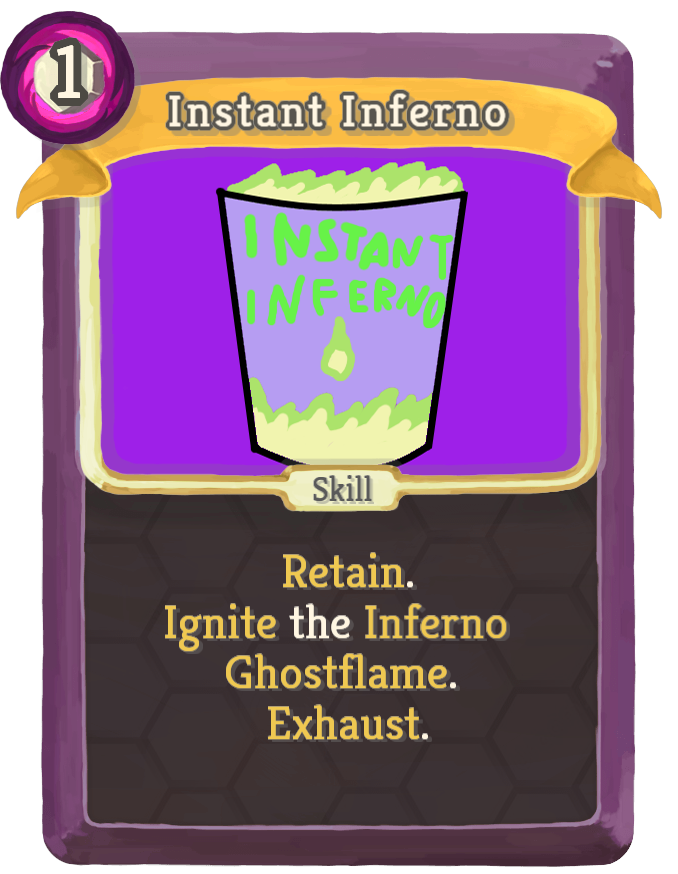 1
Instant Inferno
INSTANT
INFERNO
Skill
Retain.
Ignite the Inferno
Ghostflame.
Exhaust.